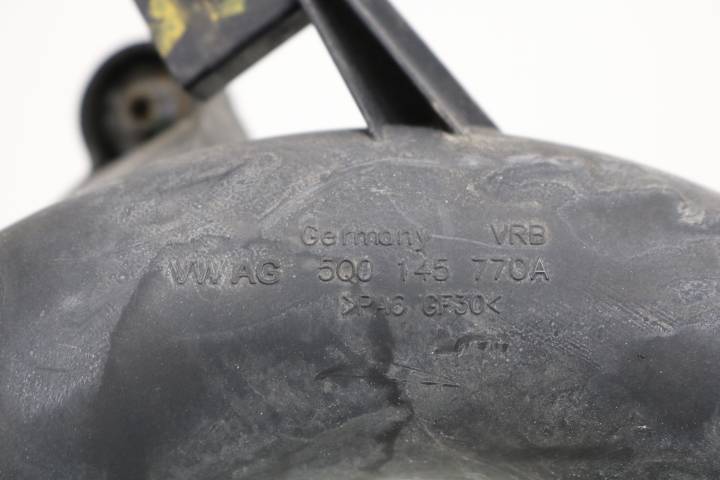 Germany VRB
VW AG 5Q0 145 770A
>PA6 GF30<